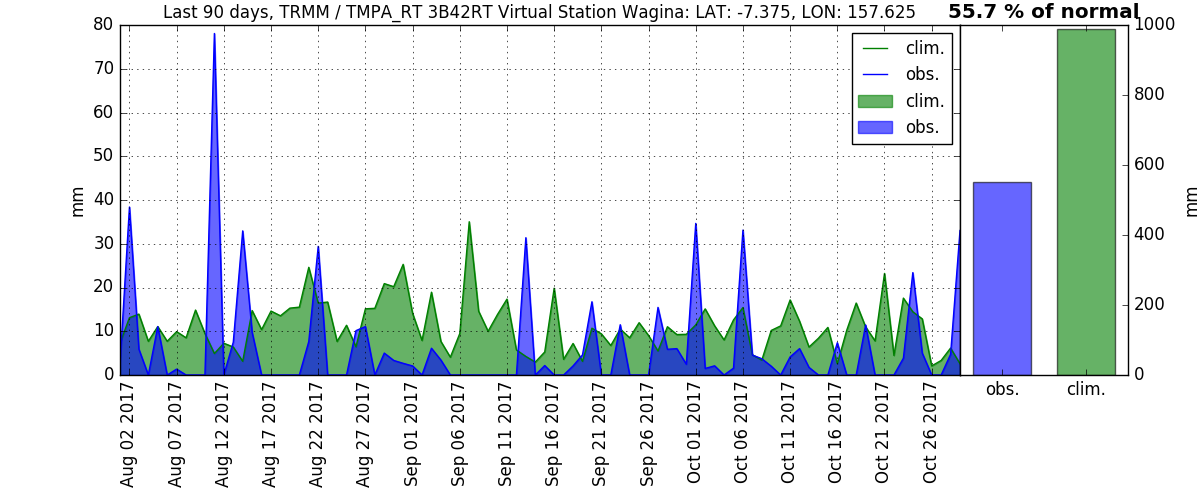 Last 90 days, TRMM / TMPA_RT 3B42RT Virtual Station Wagina: LAT: -7.375, LON: 157.625
55.7 % of normal
80
70
60
50
40
30
20
10
0
mm
clim.
obs.
clim.
obs.
1000
800
600
400
200
0
mm
Aug 02 2017
Aug 07 2017
Aug 12 2017
Aug 17 2017
Aug 22 2017
Aug 27 2017
Sep 01 2017
Sep 06 2017
Sep 11 2017
Sep 16 2017
Sep 21 2017
Sep 26 2017
Oct 01 2017
Oct 06 2017
Oct 11 2017
Oct 16 2017
Oct 21 2017
Oct 26 2017
obs.
clim.